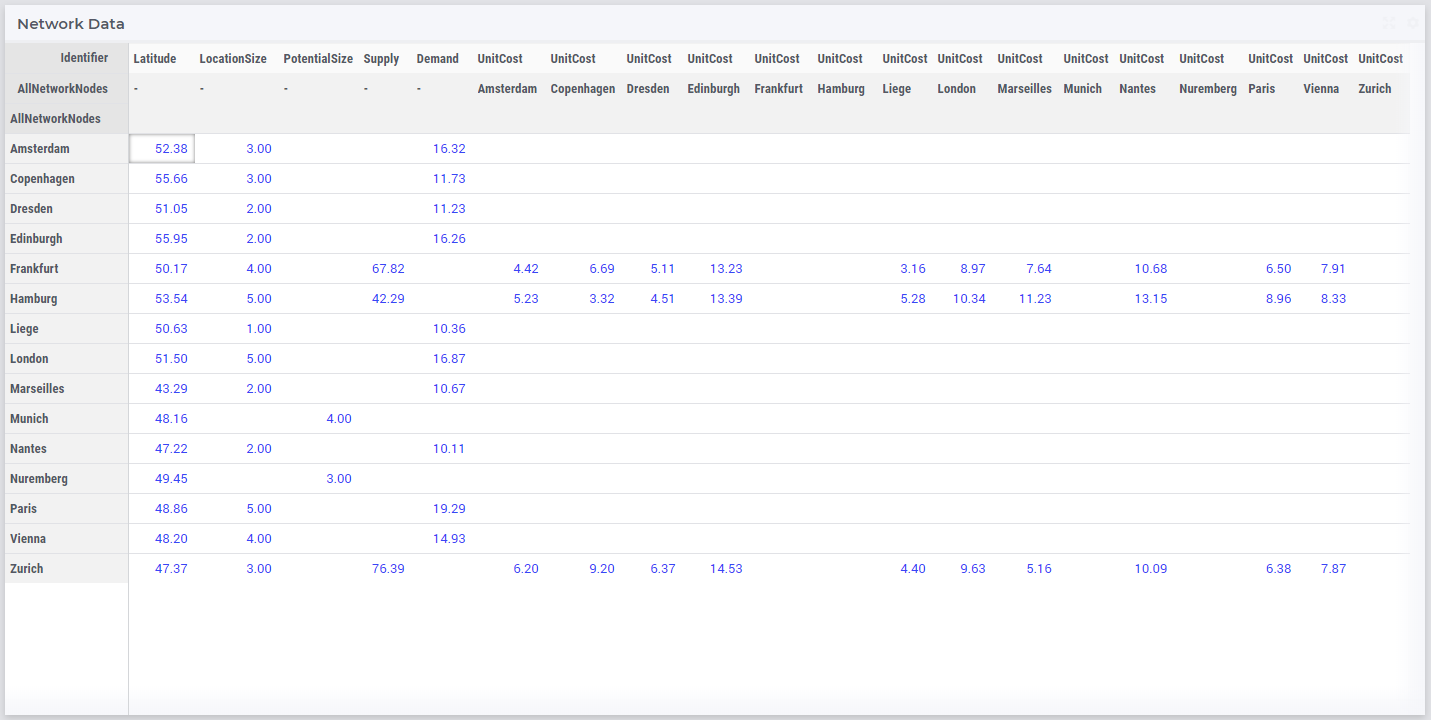 Network Data
Identifier Latitude LocationSize PotentialSize Supply Demand UnitCost UnitCost UnitCost UnitCost UnitCost UnitCost UnitCost UnitCost UnitCost UnitCost UnitCost UnitCost UnitCost UnitCost UnitCost
AllNetworkNodes - - - - - Amsterdam Copenhagen Dresden Edinburgh Frankfurt Hamburg Liege London Marseilles Munich Nantes Nuremberg Paris Vienna Zurich
AllNetworkNodes
Amsterdam 52.38 3.00 16.32
Copenhagen 55.66 3.00 11.73
Dresden 51.05 2.00 11.23
Edinburgh 55.95 2.00 16.26
Frankfurt 50.17 4.00 67.82 4.42 6.69 5.11 13.23 3.16 8.97 7.64 10.68 6.50 7.91
Hamburg 53.54 5.00 42.29 5.23 3.32 4.51 13.39 5.28 10.34 11.23 13.15 8.96 8.33
Liege 50.63 1.00 10.36
London 51.50 5.00 16.87
Marseilles 43.29 2.00 10.67
Munich 48.16 4.00
Nantes 47.22 2.00 10.11
Nuremberg 49.45 3.00
Paris 48.86 5.00 19.29
Vienna 48.20 4.00 14.93
Zurich 47.37 3.00 76.39 6.20 9.20 6.37 14.53 4.40 9.63 5.16 10.09 6.38 7.87